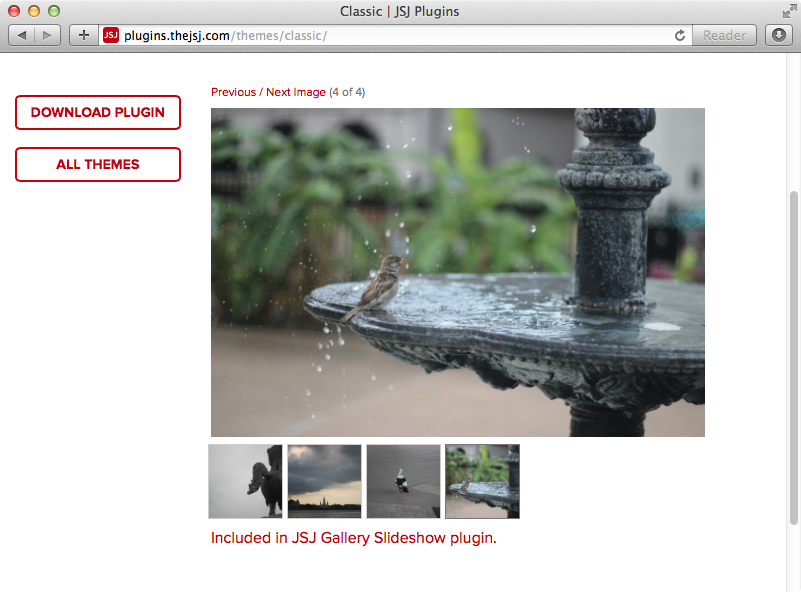 Classic | JSJ Plugins
JSJ plugins.thejsj.com/themes/classic/
Reader
Previous / Next Image (4 of 4)
DOWNLOAD PLUGIN
ALL THEMES
Included in JSJ Gallery Slideshow plugin.